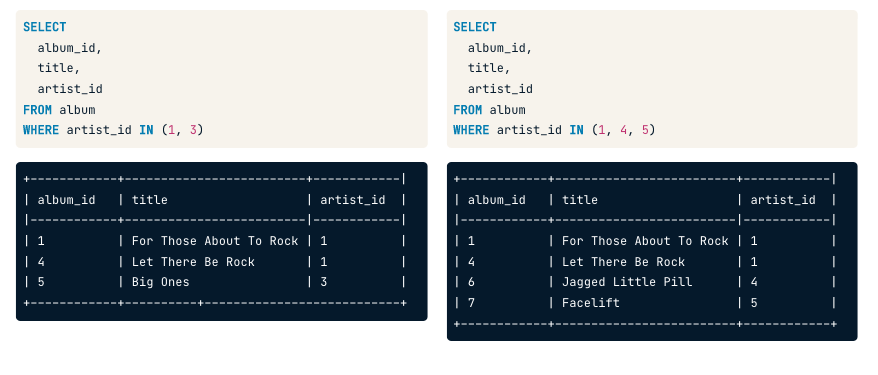 SELECT
  album_id,
  title,
  artist_id
FROM album
WHERE artist_id IN (1, 3)
+------------+-------------------------+------------|
| album_id   | title                   | artist_id  |
|------------+-------------------------|------------|
| 1          | For Those About To Rock | 1          |
| 4          | Let There Be Rock       | 1          |
| 5          | Big Ones                | 3          |
+------------+----------+---------------------------+
SELECT
  album_id,
  title,
  artist_id
FROM album
WHERE artist_id IN (1, 4, 5)
+------------+-------------------------+------------|
| album_id   | title                   | artist_id  |
|------------+-------------------------|------------|
| 1          | For Those About To Rock | 1          |
| 4          | Let There Be Rock       | 1          |
| 6          | Jagged Little Pill      | 4          |
| 7          | Facelift                | 5          |
+------------+-------------------------+------------+